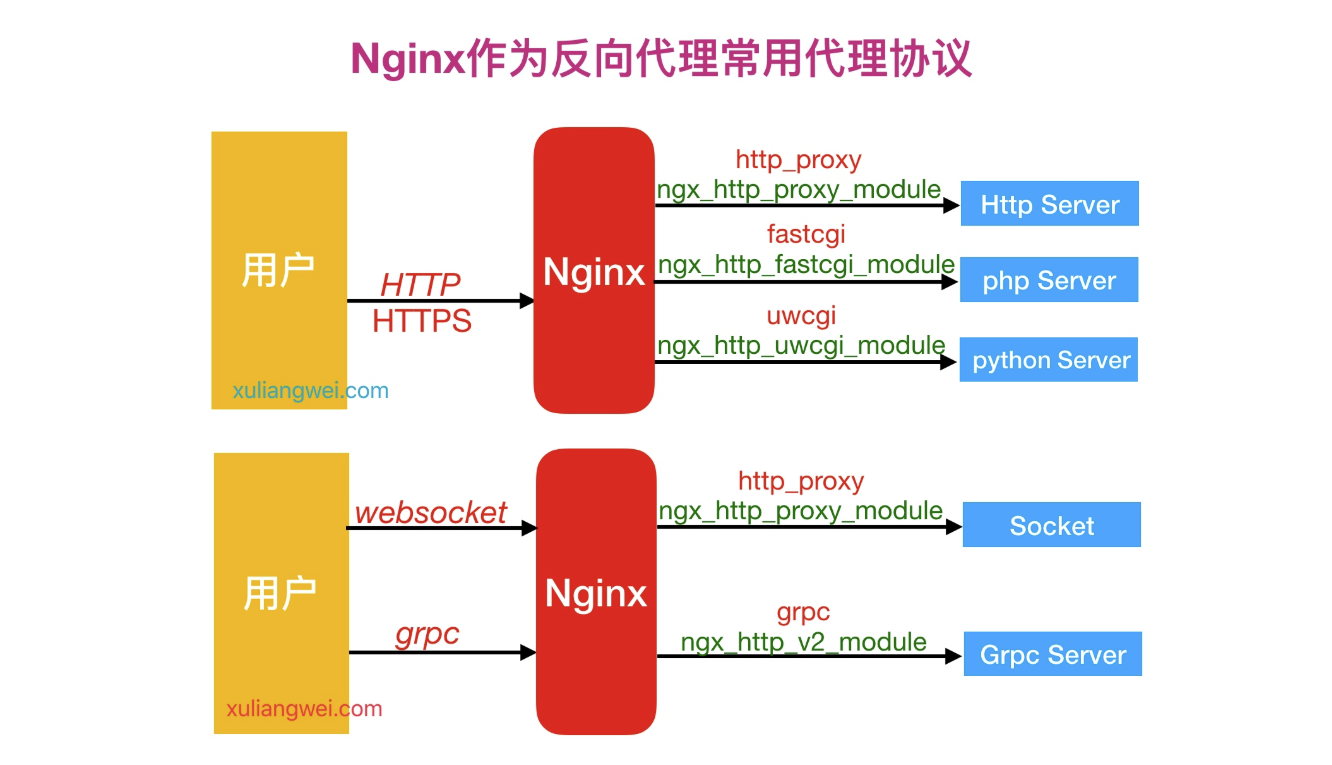 Nginx作为反向代理常用代理协议
用户
HTTP
HTTPS
xuliangwei.com
Nginx
http_proxy
ngx_http_proxy_module
Http Server
fastcgi
ngx_http_fastcgi_module
php Server
uwcgi
ngx_http_uwcgi_module
python Server
用户
websocket
grpc
xuliangwei.com
Nginx
http_proxy
ngx_http_proxy_module
Socket
grpc
ngx_http_v2_module
Grpc Server